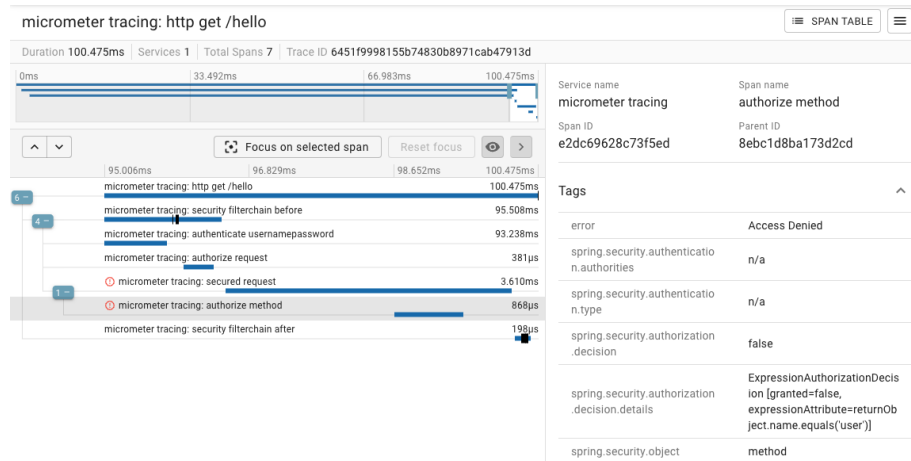 micrometer tracing: http get /hello
SPAN TABLE
Duration 100.475ms Services 1 Total Spans 7 Trace ID 6451f9998155b74830b8971cab47913d
0ms 33.492ms 66.983ms 100.475ms
Focus on selected span Reset focus
95.006ms 96.829ms 98.652ms 100.475ms
micrometer tracing: http get /hello 100.475ms
6 −
micrometer tracing: security filterchain before 95.508ms
4 −
micrometer tracing: authenticate usernamepassword 93.238ms
micrometer tracing: authorize request 381μs
micrometer tracing: secured request 3.610ms
1 −
micrometer tracing: authorize method 868μs
micrometer tracing: security filterchain after 198μs
Service name Span name
micrometer tracing authorize method
Span ID Parent ID
e2dc69628c73f5ed 8ebc1d8ba173d2cd
Tags
error Access Denied
spring.security.authenticatio
n.authorities n/a
spring.security.authenticatio
n.type n/a
spring.security.authorization
.decision false
spring.security.authorization
.decision.details
ExpressionAuthorizationDecis
ion [granted=false,
expressionAttribute=returnOb
ject.name.equals('user')]
spring.security.object method